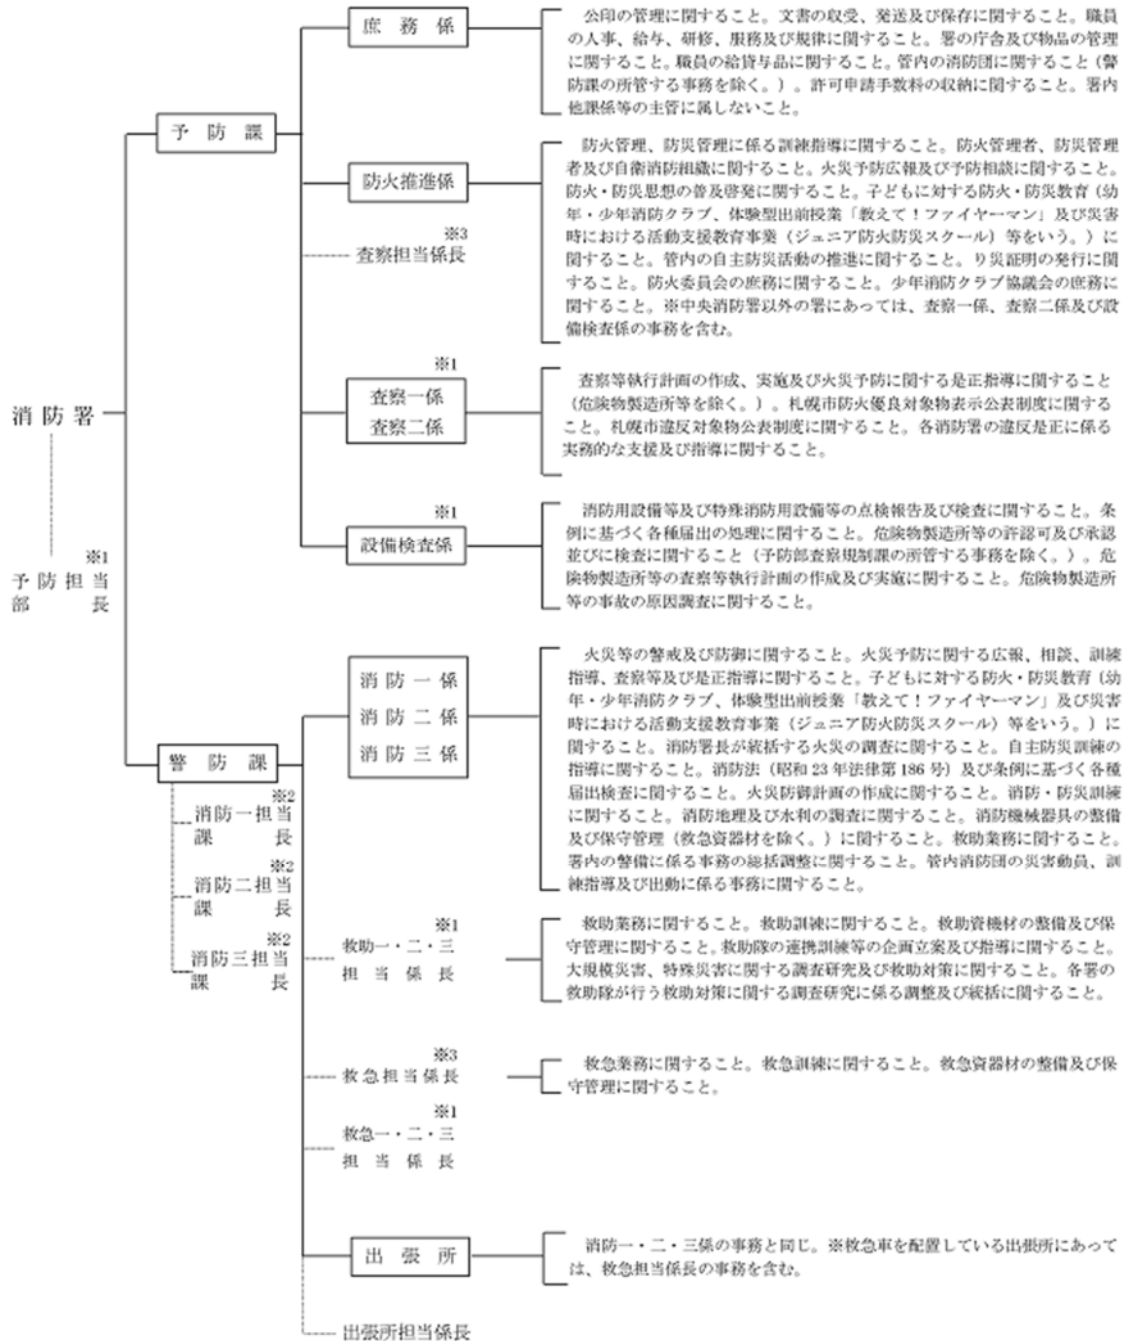 消防署
※1
予防担当
部長
予防課
庶務係
公印の管理に関すること。文書の収受、発送及び保存に関すること。職員
の人事、給与、研修、服務及び規律に関すること。署の庁舎及び物品の管理
に関すること。職員の給貸与品に関すること。管内の消防団に関すること（警
防課の所管する事務を除く。）。許可申請手数料の収納に関すること。署内
他課係等の主管に属しないこと。
防火推進係
防火管理、防災管理に係る訓練指導に関すること。防火管理者、防災管理
者及び自衛消防組織に関すること。火災予防広報及び予防相談に関すること。
防火・防災思想の普及啓発に関すること。子どもに対する防火・防災教育（幼
年・少年消防クラブ、体験型出前授業「教えて！ファイヤーマン」及び災害
時における活動支援教育事業（ジュニア防火防災スクール）等をいう。）に
関すること。管内の自主防災活動の推進に関すること。り災証明の発行に関
すること。防火委員会の庶務に関すること。少年消防クラブ協議会の庶務に
関すること。※中央消防署以外の署にあっては、査察一係、査察二係及び設
備検査係の事務を含む。
※3
査察担当係長
※1
査察一係
査察二係
査察等執行計画の作成、実施及び火災予防に関する是正指導に関すること
（危険物製造所等を除く。）。札幌市防火優良対象物表示公表制度に関する
こと。札幌市違反対象物公表制度に関すること。各消防署の違反是正に係る
実務的な支援及び指導に関すること。
※1
設備検査係
消防用設備等及び特殊消防用設備等の点検報告及び検査に関すること。条
例に基づく各種届出の処理に関すること。危険物製造所等の許認可及び承認
並びに検査に関すること（予防部査察規制課の所管する事務を除く。）。危
険物製造所等の査察等執行計画の作成及び実施に関すること。危険物製造所
等の事故の原因調査に関すること。
警防課
※2
消防一担当
課長
※2
消防二担当
課長
※2
消防三担当
課長
消防一係
消防二係
消防三係
火災等の警戒及び防御に関すること。火災予防に関する広報、相談、訓練
指導、査察等及び是正指導に関すること。子どもに対する防火・防災教育（幼
年・少年消防クラブ、体験型出前授業「教えて！ファイヤーマン」及び災害
時における活動支援教育事業（ジュニア防火防災スクール）等をいう。）に
関すること。消防署長が統括する火災の調査に関すること。自主防災訓練の
指導に関すること。消防法（昭和 23 年法律第 186 号）及び条例に基づく各種
届出検査に関すること。火災防御計画の作成に関すること。消防・防災訓練
に関すること。消防地理及び水利の調査に関すること。消防機械器具の整備
及び保守管理（救急資器材を除く。）に関すること。救助業務に関すること。
署内の警備に係る事務の総括調整に関すること。管内消防団の災害動員、訓
練指導及び出動に係る事務に関すること。
※1
救助一・二・三
担当係長
救助業務に関すること。救助訓練に関すること。救助資機材の整備及び保
守管理に関すること。救助隊の連携訓練等の企画立案及び指導に関すること。
大規模災害、特殊災害に関する調査研究及び救助対策に関すること。各署の
救助隊が行う救助対策に関する調査研究に係る調整及び統括に関すること。
※3
救急担当係長
救急業務に関すること。救急訓練に関すること。救急資器材の整備及び保
守管理に関すること。
※1
救急一・二・三
担当係長
出張所
消防一・二・三係の事務と同じ。※救急車を配置している出張所にあって
は、救急担当係長の事務を含む。
出張所担当係長